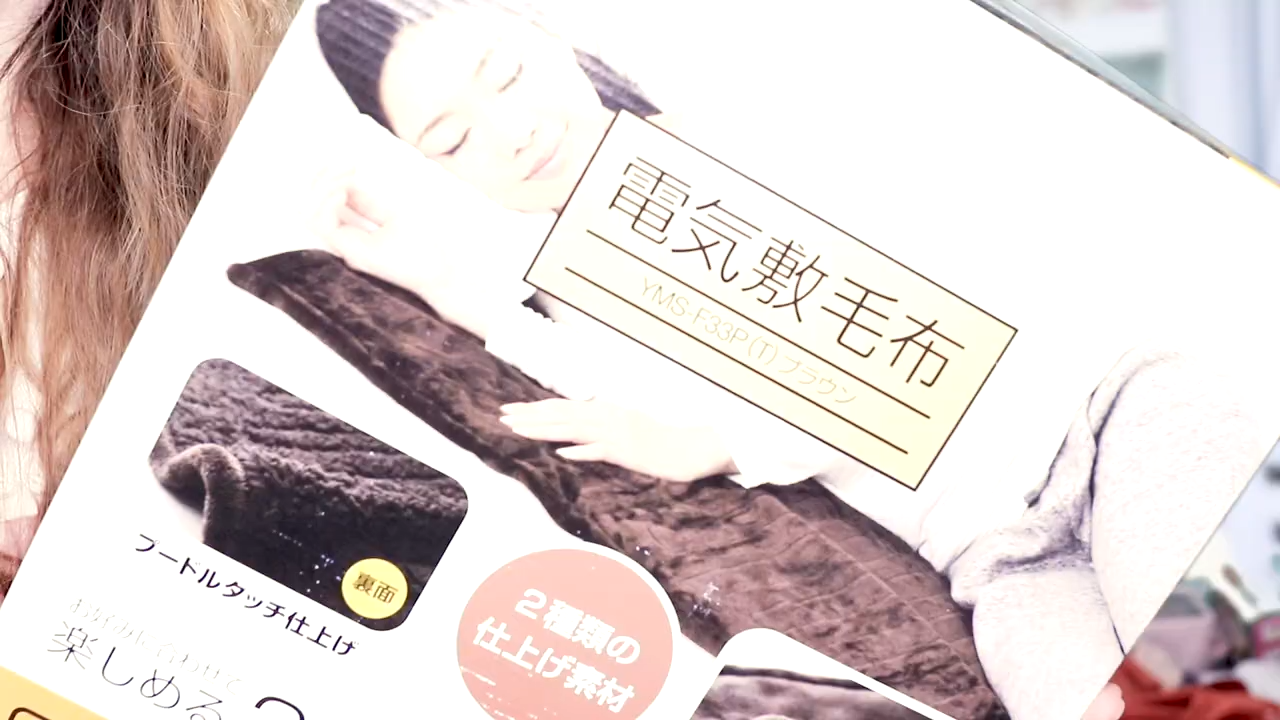 電気敷毛布
YMS-F33P(T)ブラウン
裏面
プードルタッチ仕上げ
2種類の
仕上げ素材
楽しめる2